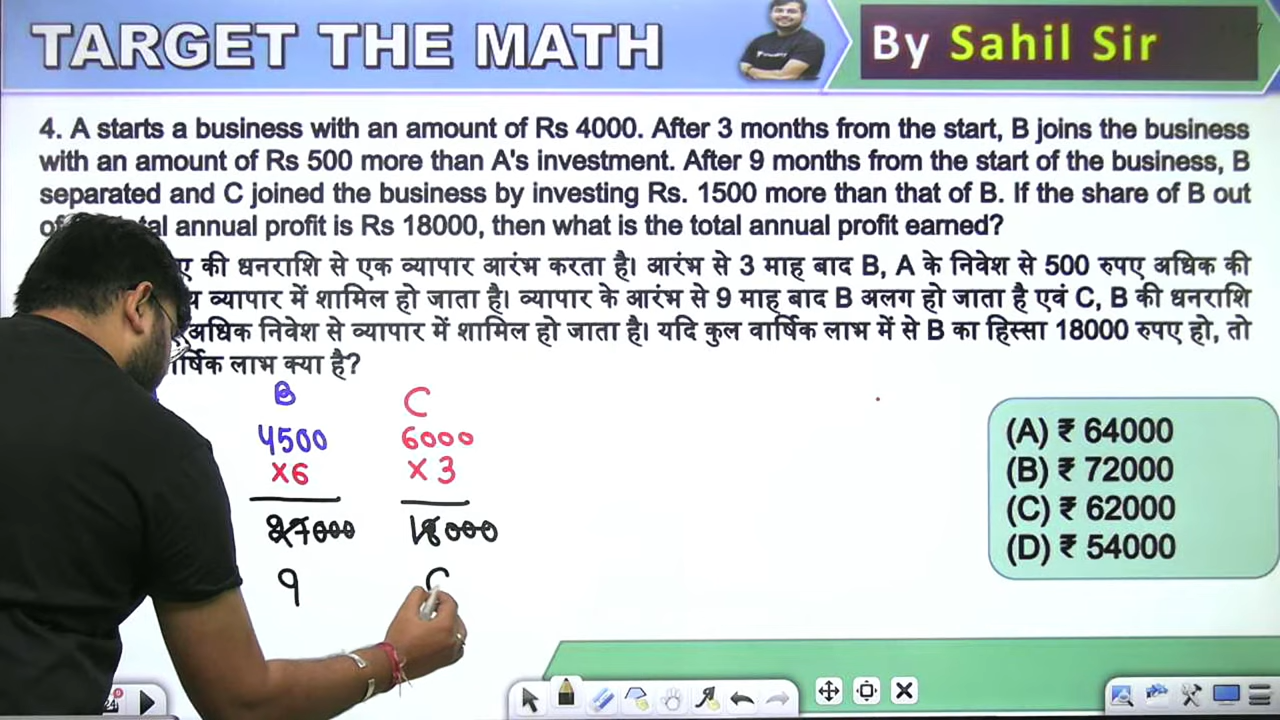 TARGET THE MATH
By Sahil Sir
4. A starts a business with an amount of Rs 4000. After 3 months from the start, B joins the business
with an amount of Rs 500 more than A's investment. After 9 months from the start of the business, B
separated and C joined the business by investing Rs. 1500 more than that of B. If the share of B out
annual profit is Rs 18000, then what is the total annual profit earned?
की धनराशि से एक व्यापार आरंभ करता है। आरंभ से 3 माह बाद B, A के निवेश से 500 रुपए अधिक की
व्यापार में शामिल हो जाता है। व्यापार के आरंभ से 9 माह बाद B अलग हो जाता है एवं C, B की धनराशि
अधिक निवेश से व्यापार में शामिल हो जाता है। यदि कुल वार्षिक लाभ में से B का हिस्सा 18000 रुपए हो, तो
लाभ क्या है?
B C
4500 6000
×6 × 3
27000 18000
9
(A) ₹ 64000
(B) ₹ 72000
(C) ₹ 62000
(D) ₹ 54000